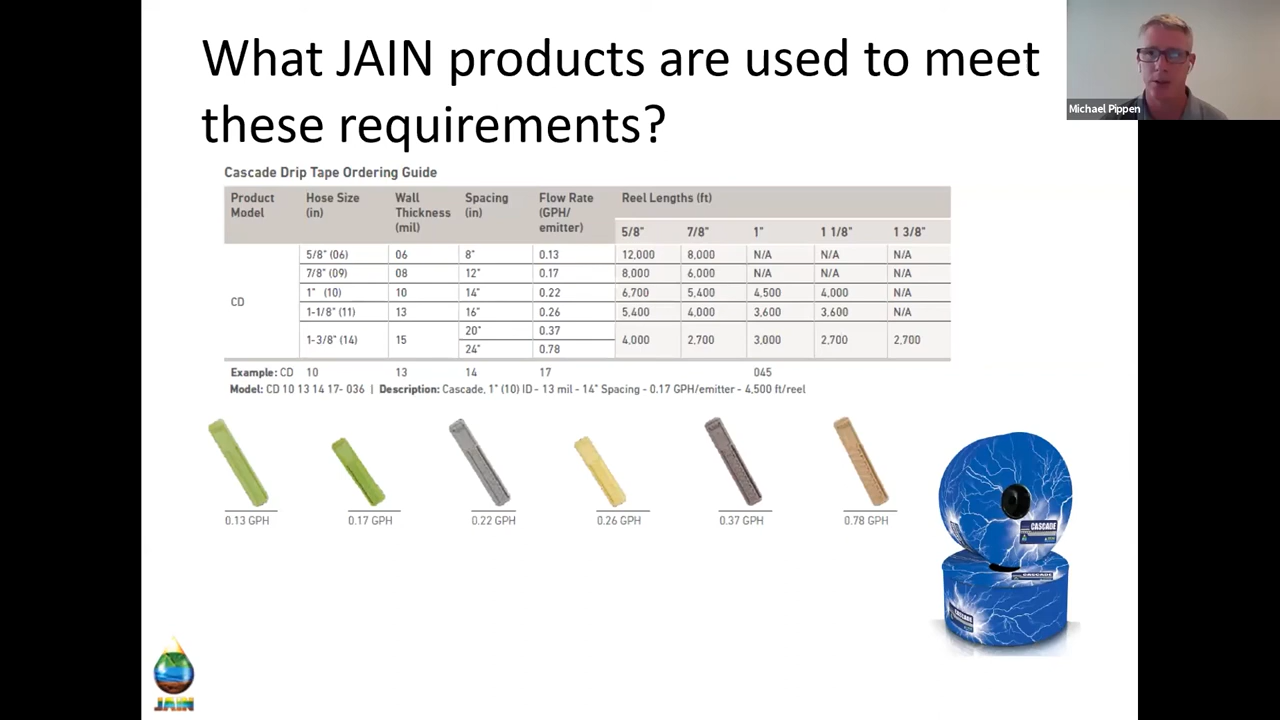 What JAIN products are used to meet
these requirements?
Michael Pippen
Cascade Drip Tape Ordering Guide
Product Model Hose Size (in) Wall Thickness (mil) Spacing (in) Flow Rate (GPH/ emitter) Reel Lengths (ft)
5/8" 7/8" 1" 1 1/8" 1 3/8"
CD
5/8" (06) 06 8" 0.13 12,000 8,000 N/A N/A N/A
7/8" (09) 08 12" 0.17 8,000 6,000 N/A N/A N/A
1" (10) 10 14" 0.22 6,700 5,400 4,500 4,000 N/A
1-1/8" (11) 13 16" 0.26 5,400 4,000 3,600 3,600 N/A
1-3/8" (14) 15 20" 0.37 4,000 2,700 3,000 2,700 2,700
24" 0.78
Example: CD 10 13 14 17 045
Model: CD 10 13 14 17- 036 | Description: Cascade, 1" (10) ID - 13 mil - 14" Spacing - 0.17 GPH/emitter - 4,500 ft/reel
0.13 GPH 0.17 GPH 0.22 GPH 0.26 GPH 0.37 GPH 0.78 GPH
CASCADE
CASCADE
CASCADE
JAIN